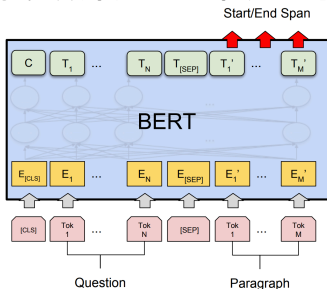 Start/End Span
C T1 ... TN T[SEP] T1' ... TM'
BERT
E[CLS] E1 ... EN E[SEP] E1' ... EM'
[CLS] Tok 1 ... Tok N [SEP] Tok 1 ... Tok M
Question Paragraph